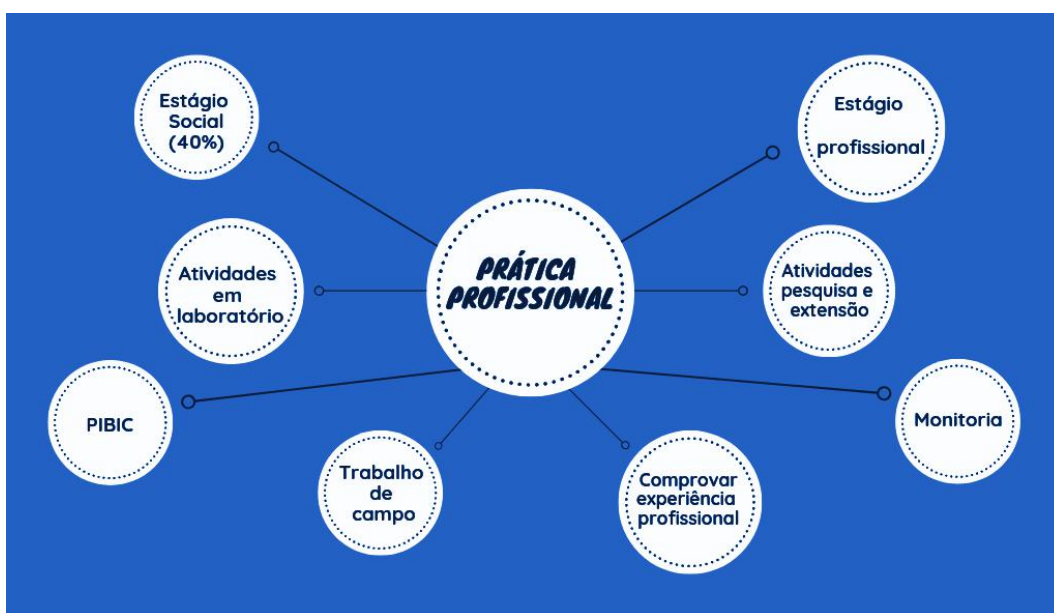 Estágio
Social
(40%)
Estágio
profissional
PRÁTICA
PROFISSIONAL
Atividades
em
laboratório
Atividades
pesquisa e
extensão
PIBIC
Monitoria
Trabalho
de
campo
Comprovar
experiência
profissional